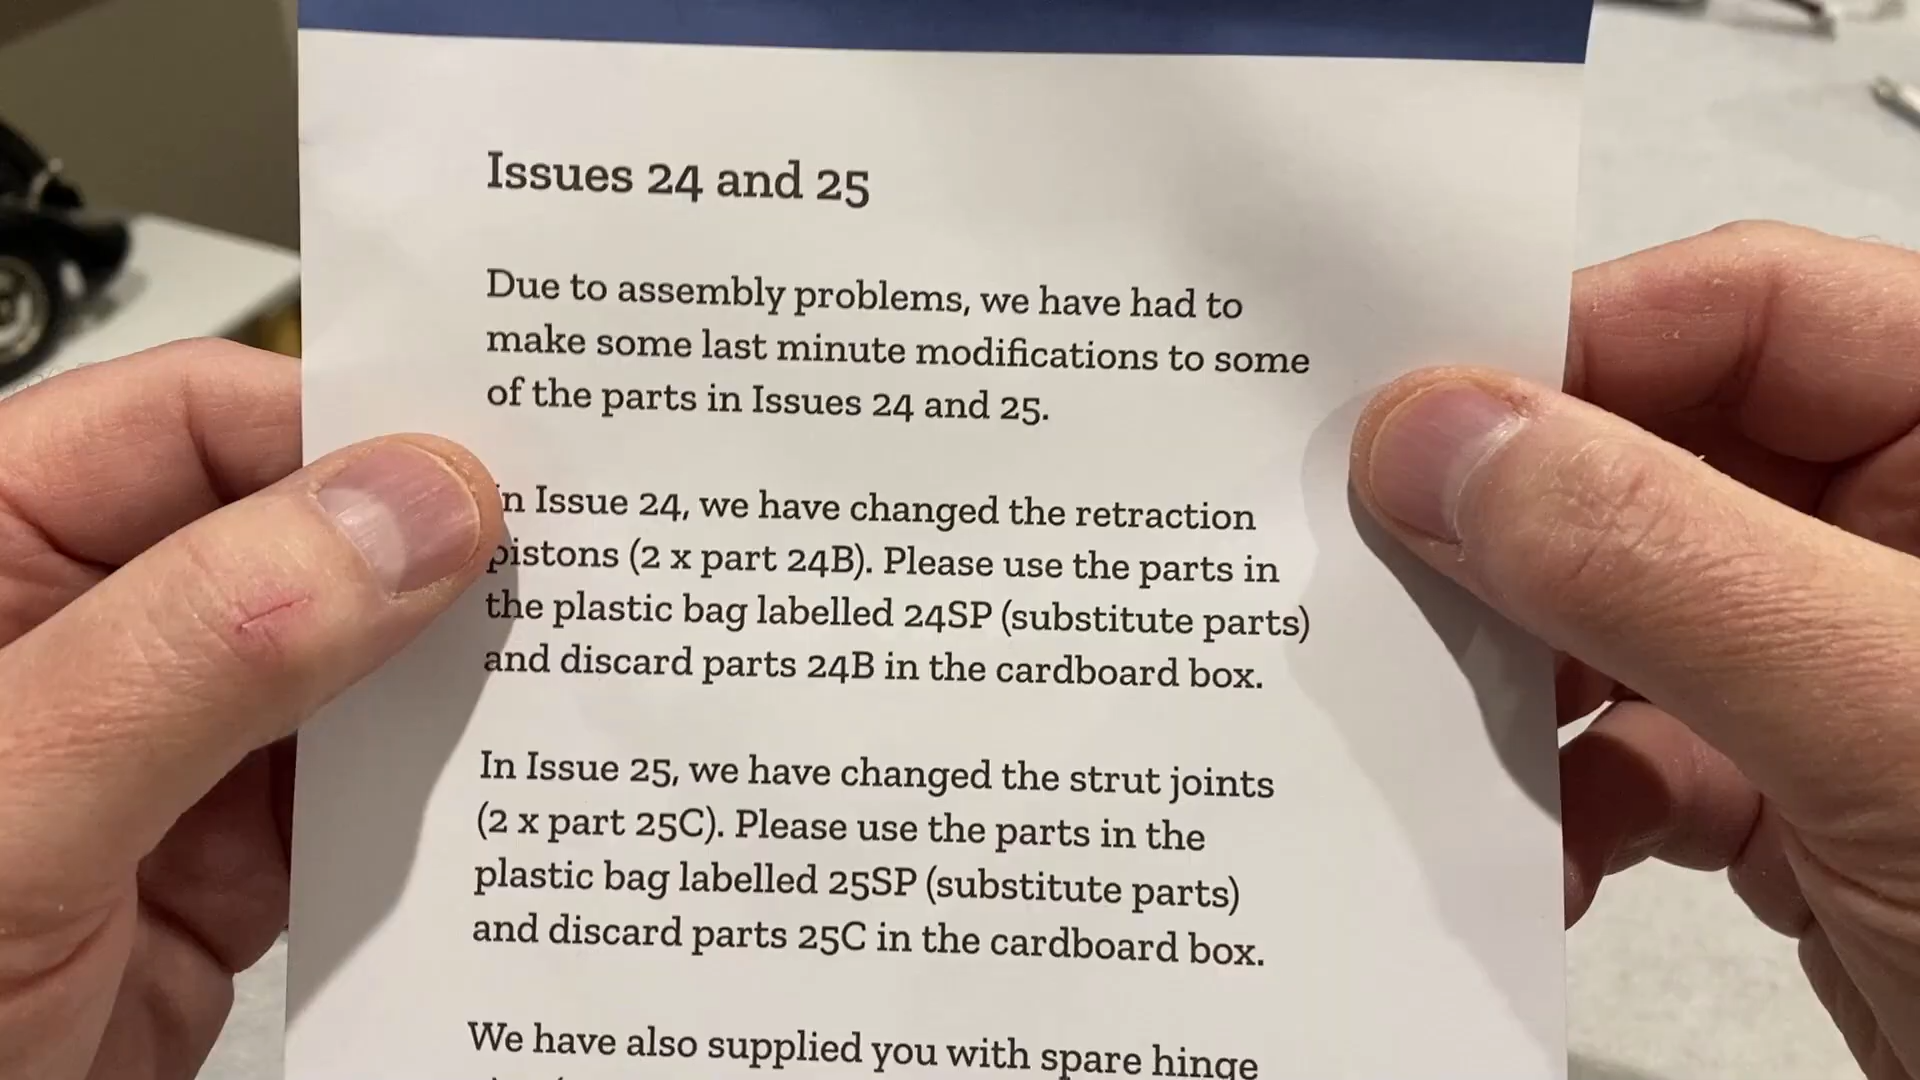 Issues 24 and 25
Due to assembly problems, we have had to
make some last minute modifications to some
of the parts in Issues 24 and 25.
In Issue 24, we have changed the retraction
pistons (2 x part 24B). Please use the parts in
the plastic bag labelled 24SP (substitute parts)
and discard parts 24B in the cardboard box.
In Issue 25, we have changed the strut joints
(2 x part 25C). Please use the parts in the
plastic bag labelled 25SP (substitute parts)
and discard parts 25C in the cardboard box.
We have also supplied you with spare hinge